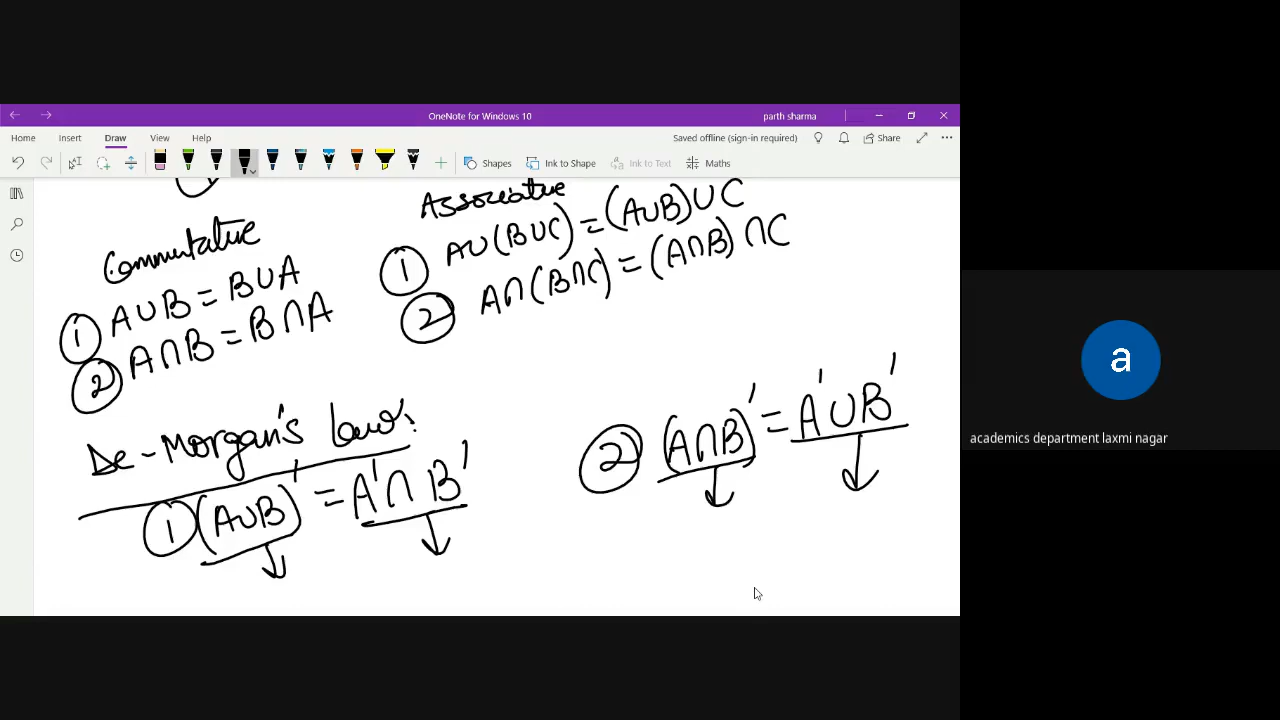 OneNote for Windows 10
parth sharma
Home Insert Draw View Help
Saved offline (sign-in required)
Share
Shapes
Ink to Shape
Ink to Text
Maths
Commutative
① A∪B = B∪A
② A∩B = B∩A
Associative
① A∪(B∪C) = (A∪B)∪C
② A∩(B∩C) = (A∩B)∩C
De-Morgan's Law:
① (A∪B)' = A'∩B'
② (A∩B)' = A'∪B'
a
academics department laxmi nagar